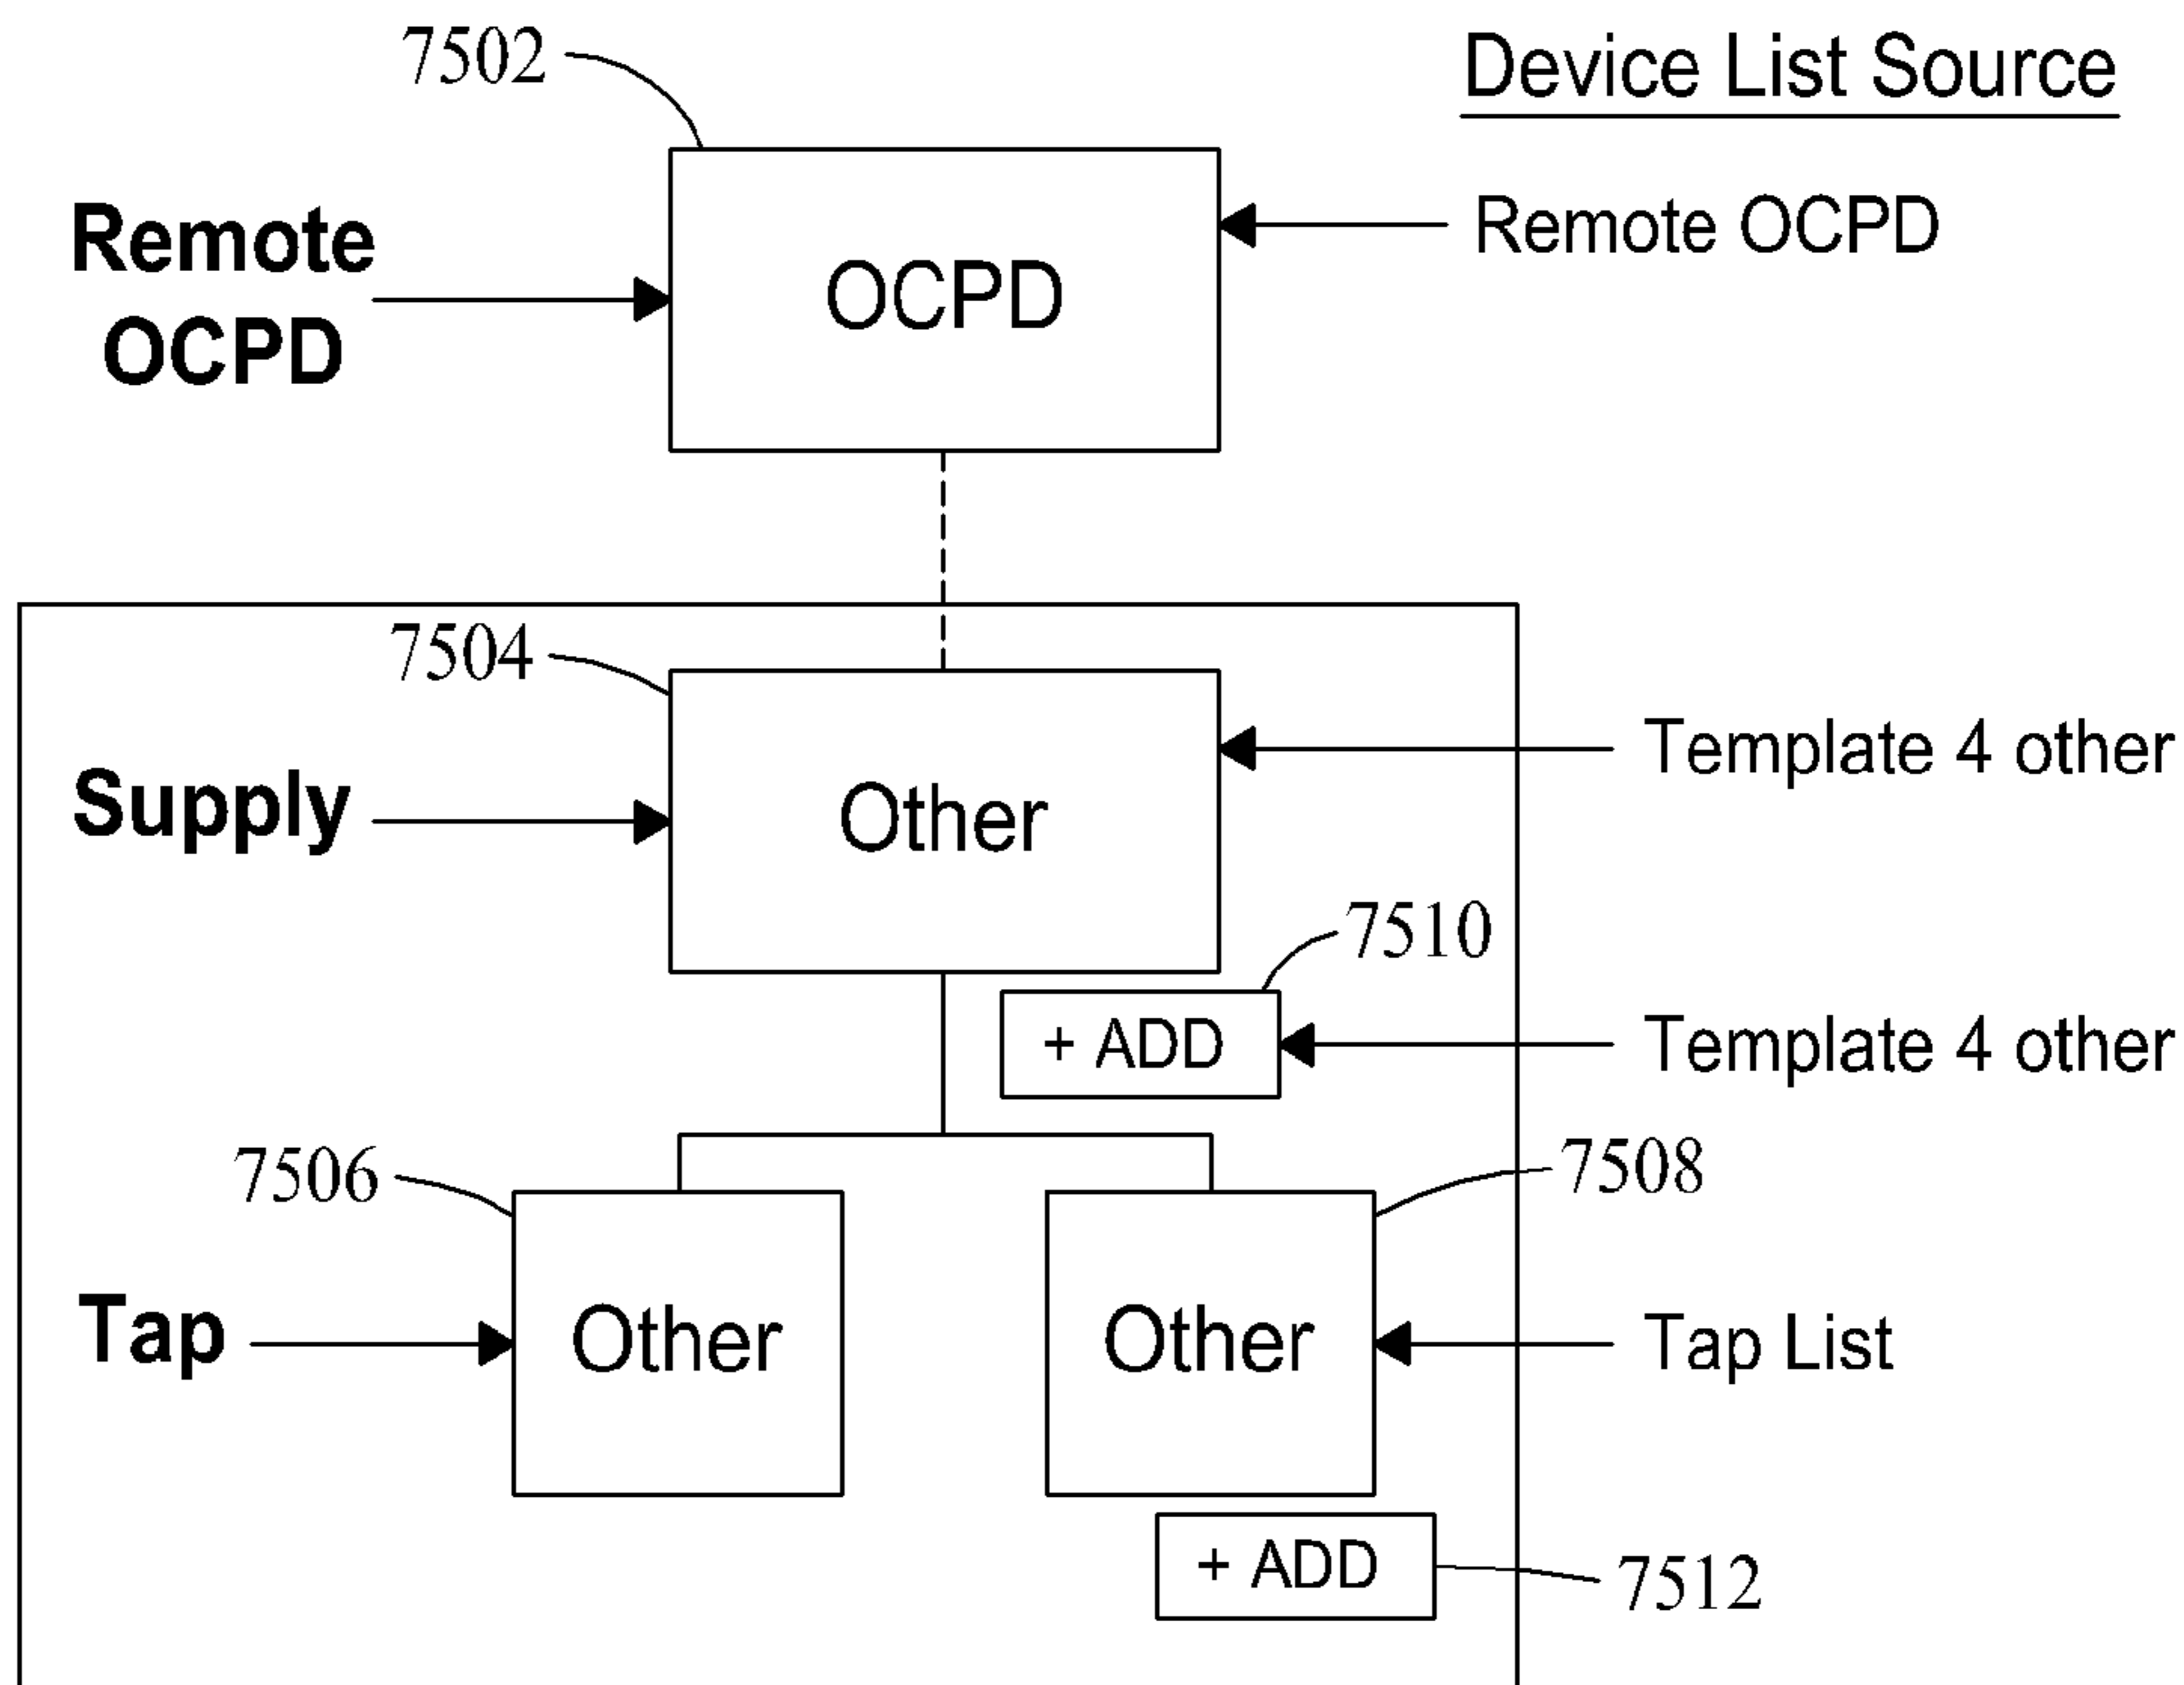 7502
Device List Source
Remote
OCPD
OCPD
Remote OCPD
7504
Supply
Other
Template 4 other
7510
+ ADD
Template 4 other
7506
7508
Tap
Other
Other
Tap List
+ ADD
7512